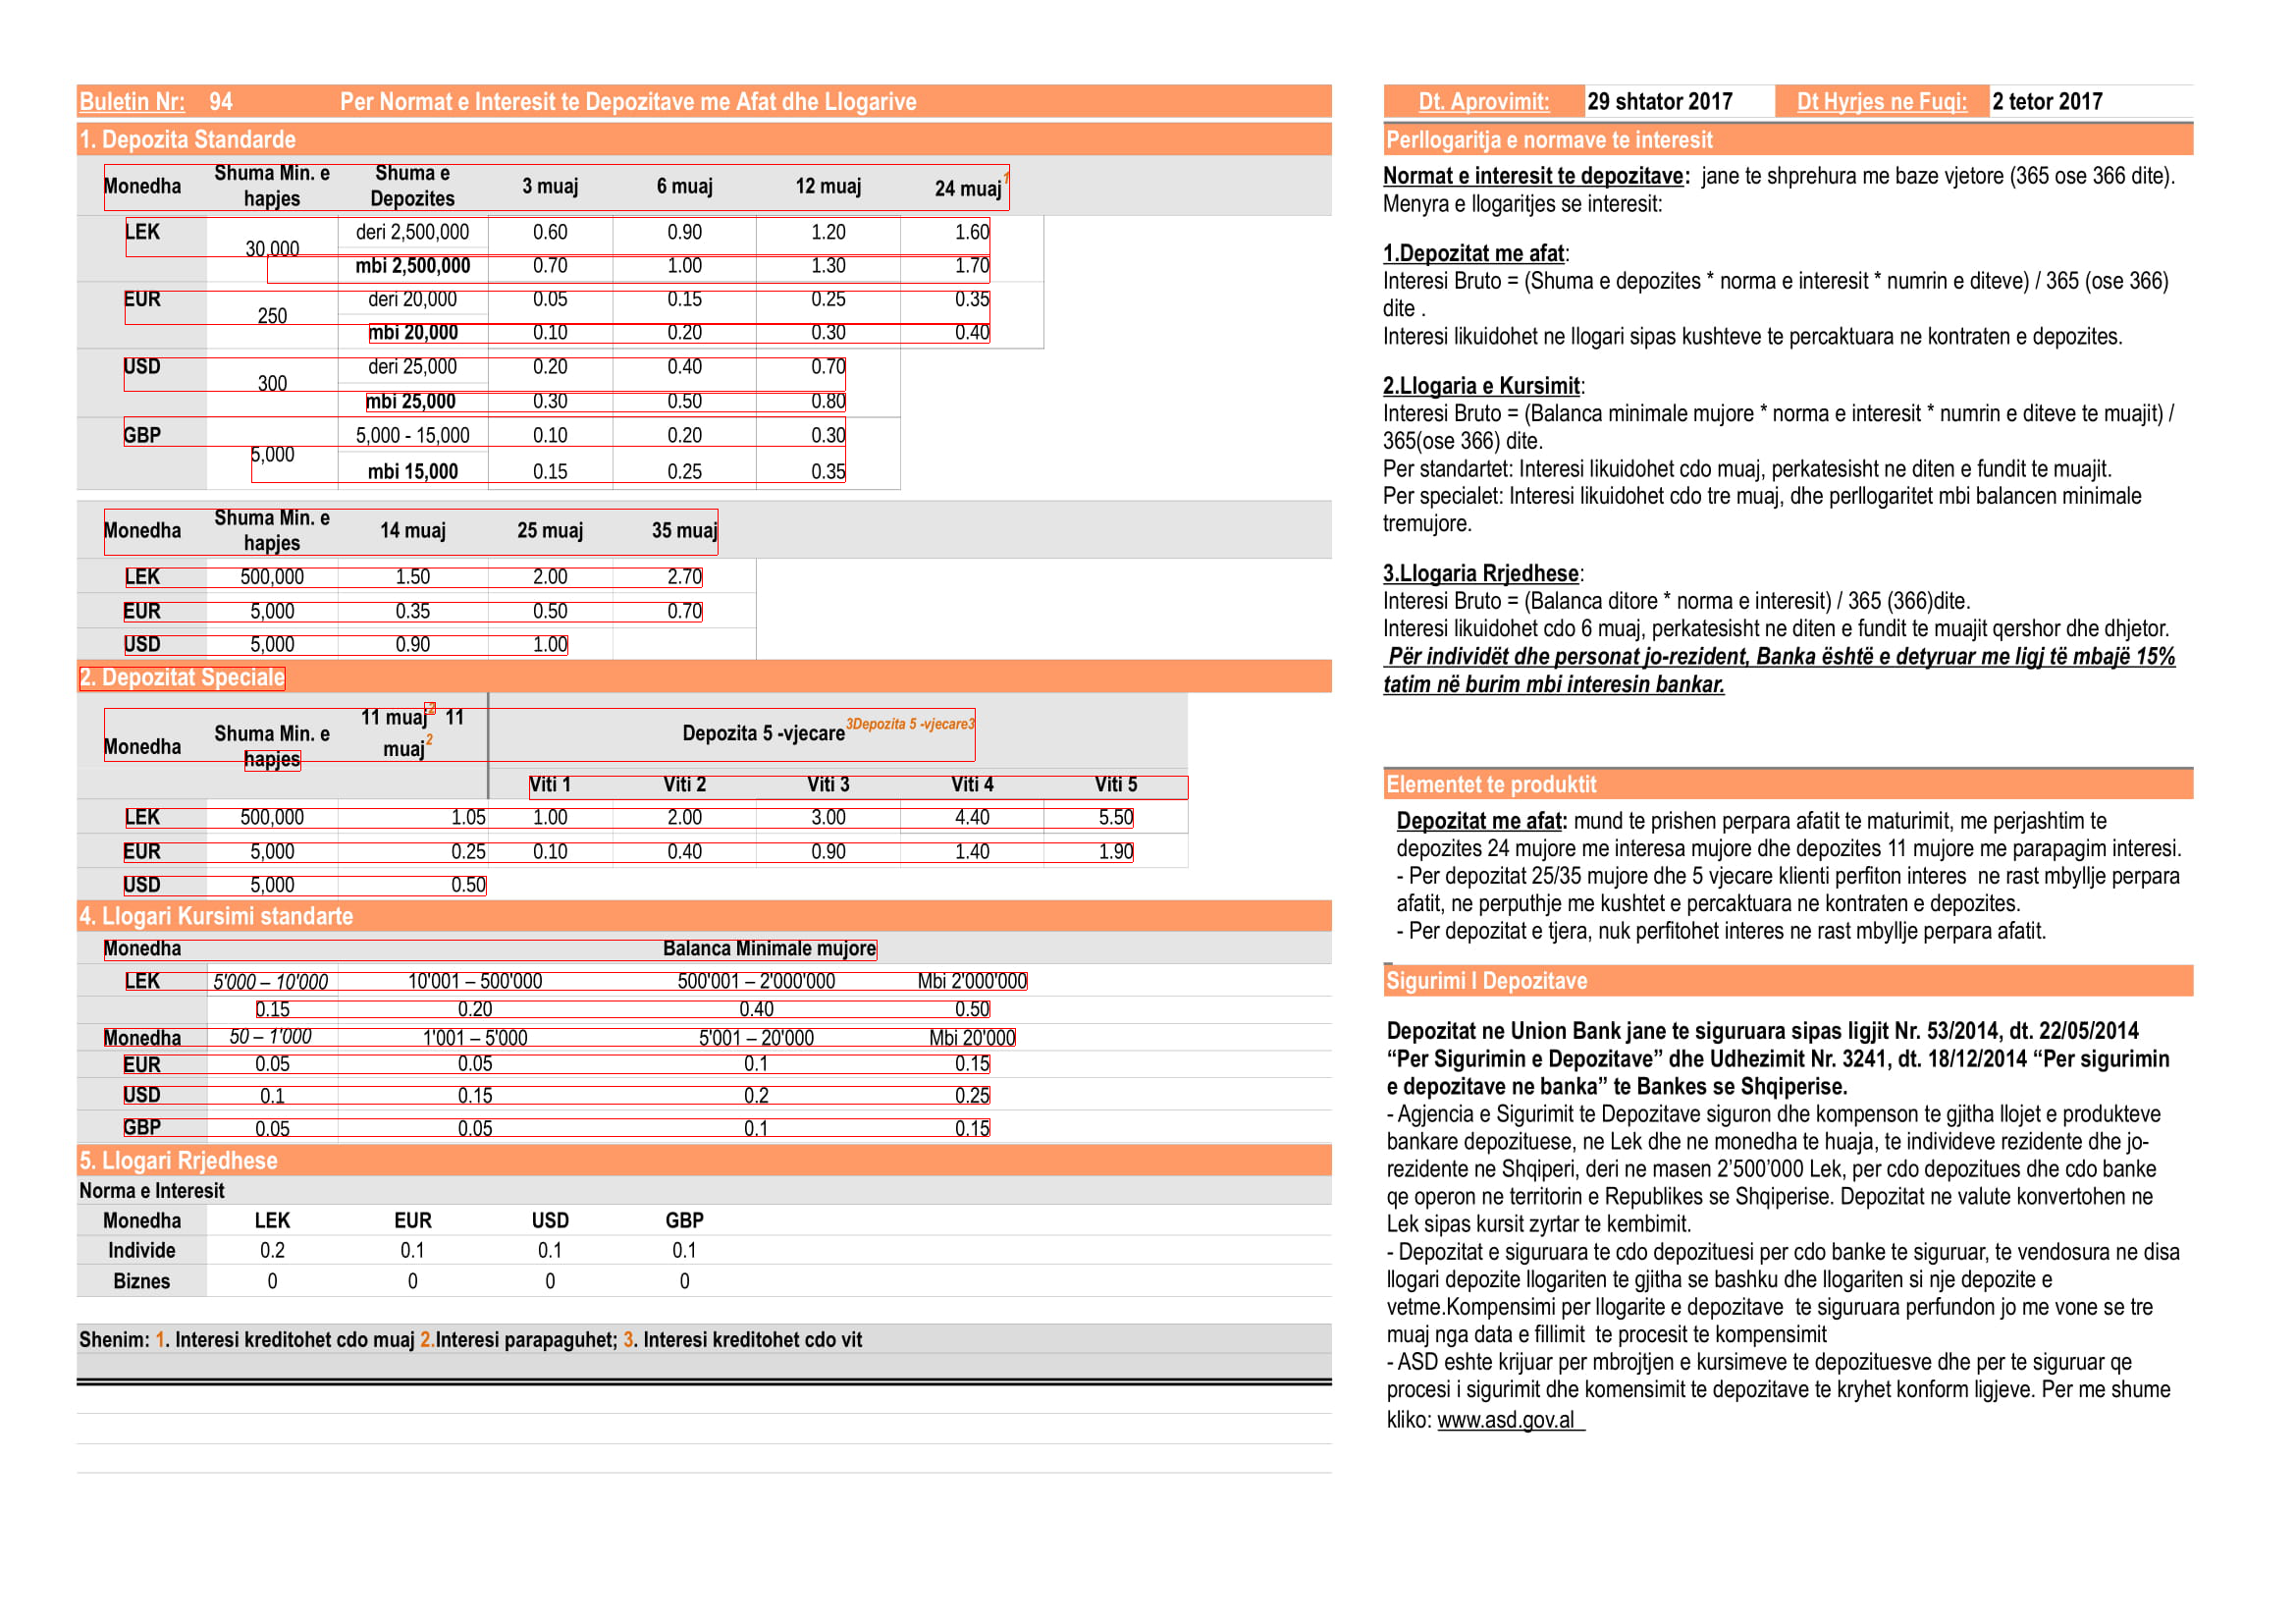 Buletin Nr: 94 Per Normat e Interesit te Depozitave me Afat dhe Llogarive
1. Depozita Standarde
Monedha Shuma Min. e hapjes Shuma e Depozites 3 muaj 6 muaj 12 muaj 24 muaj1
LEK 30,000 deri 2,500,000 0.60 0.90 1.20 1.60
mbi 2,500,000 0.70 1.00 1.30 1.70
EUR 250 deri 20,000 0.05 0.15 0.25 0.35
mbi 20,000 0.10 0.20 0.30 0.40
USD 300 deri 25,000 0.20 0.40 0.70
mbi 25,000 0.30 0.50 0.80
GBP 5,000 5,000 - 15,000 0.10 0.20 0.30
mbi 15,000 0.15 0.25 0.35
Monedha Shuma Min. e hapjes 14 muaj 25 muaj 35 muaj
LEK 500,000 1.50 2.00 2.70
EUR 5,000 0.35 0.50 0.70
USD 5,000 0.90 1.00
2. Depozitat Speciale
Monedha Shuma Min. e hapjes 11 muaj2 11 muaj2 Depozita 5 -vjecare3Depozita 5 -vjecare3
Viti 1 Viti 2 Viti 3 Viti 4 Viti 5
LEK 500,000 1.05 1.00 2.00 3.00 4.40 5.50
EUR 5,000 0.25 0.10 0.40 0.90 1.40 1.90
USD 5,000 0.50
4. Llogari Kursimi standarte
Monedha Balanca Minimale mujore
LEK 5'000 – 10'000 10'001 – 500'000 500'001 – 2'000'000 Mbi 2'000'000
0.15 0.20 0.40 0.50
Monedha 50 – 1'000 1'001 – 5'000 5'001 – 20'000 Mbi 20'000
EUR 0.05 0.05 0.1 0.15
USD 0.1 0.15 0.2 0.25
GBP 0.05 0.05 0.1 0.15
5. Llogari Rrjedhese
Norma e Interesit
Monedha LEK EUR USD GBP
Individe 0.2 0.1 0.1 0.1
Biznes 0 0 0 0
Shenim: 1. Interesi kreditohet cdo muaj 2.Interesi parapaguhet; 3. Interesi kreditohet cdo vit
Dt. Aprovimit: 29 shtator 2017 Dt Hyrjes ne Fuqi: 2 tetor 2017
Perllogaritja e normave te interesit
Normat e interesit te depozitave: jane te shprehura me baze vjetore (365 ose 366 dite).
Menyra e llogaritjes se interesit:
1.Depozitat me afat:
Interesi Bruto = (Shuma e depozites * norma e interesit * numrin e diteve) / 365 (ose 366)
dite .
Interesi likuidohet ne llogari sipas kushteve te percaktuara ne kontraten e depozites.
2.Llogaria e Kursimit:
Interesi Bruto = (Balanca minimale mujore * norma e interesit * numrin e diteve te muajit) /
365(ose 366) dite.
Per standartet: Interesi likuidohet cdo muaj, perkatesisht ne diten e fundit te muajit.
Per specialet: Interesi likuidohet cdo tre muaj, dhe perllogaritet mbi balancen minimale
tremujore.
3.Llogaria Rrjedhese:
Interesi Bruto = (Balanca ditore * norma e interesit) / 365 (366)dite.
Interesi likuidohet cdo 6 muaj, perkatesisht ne diten e fundit te muajit qershor dhe dhjetor.
Për individët dhe personat jo-rezident, Banka është e detyruar me ligj të mbajë 15%
tatim në burim mbi interesin bankar.
Elementet te produktit
Depozitat me afat: mund te prishen perpara afatit te maturimit, me perjashtim te
depozites 24 mujore me interesa mujore dhe depozites 11 mujore me parapagim interesi.
- Per depozitat 25/35 mujore dhe 5 vjecare klienti perfiton interes ne rast mbyllje perpara
afatit, ne perputhje me kushtet e percaktuara ne kontraten e depozites.
- Per depozitat e tjera, nuk perfitohet interes ne rast mbyllje perpara afatit.
Sigurimi I Depozitave
Depozitat ne Union Bank jane te siguruara sipas ligjit Nr. 53/2014, dt. 22/05/2014
“Per Sigurimin e Depozitave” dhe Udhezimit Nr. 3241, dt. 18/12/2014 “Per sigurimin
e depozitave ne banka” te Bankes se Shqiperise.
- Agjencia e Sigurimit te Depozitave siguron dhe kompenson te gjitha llojet e produkteve
bankare depozituese, ne Lek dhe ne monedha te huaja, te individeve rezidente dhe jo-
rezidente ne Shqiperi, deri ne masen 2’500’000 Lek, per cdo depozitues dhe cdo banke
qe operon ne territorin e Republikes se Shqiperise. Depozitat ne valute konvertohen ne
Lek sipas kursit zyrtar te kembimit.
- Depozitat e siguruara te cdo depozituesi per cdo banke te siguruar, te vendosura ne disa
llogari depozite llogariten te gjitha se bashku dhe llogariten si nje depozite e
vetme.Kompensimi per llogarite e depozitave te siguruara perfundon jo me vone se tre
muaj nga data e fillimit te procesit te kompensimit
- ASD eshte krijuar per mbrojtjen e kursimeve te depozituesve dhe per te siguruar qe
procesi i sigurimit dhe komensimit te depozitave te kryhet konform ligjeve. Per me shume
kliko: www.asd.gov.al